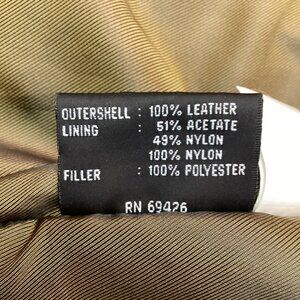 OUTERSHELL : 100% LEATHER
LINING : 51% ACETATE
49% NYLON
100% NYLON
FILLER : 100% POLYESTER
RN 69426